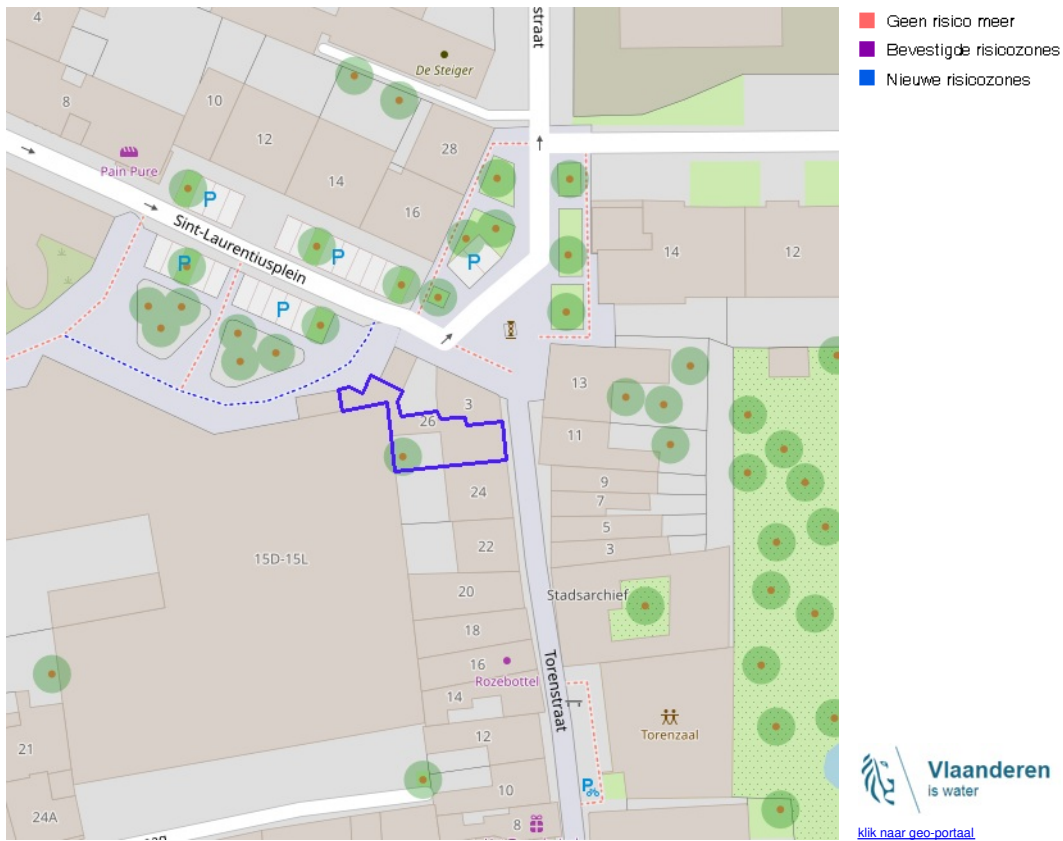 straat
4
De Steiger
8
10
12
28
Pain Pure
14
P
16
Sint-Laurentiusplein
P
P
P
P
14
12
13
3
26
11
24
9
7
5
22
3
15D-15L
20
Stadsarchief
18
16
Rozebottel
Torenstraat
14
12
Torenzaal
21
10
P
24A
8
Geen risico meer
Bevestigde risicozones
Nieuwe risicozones
Vlaanderen
is water
klik naar geo-portaal